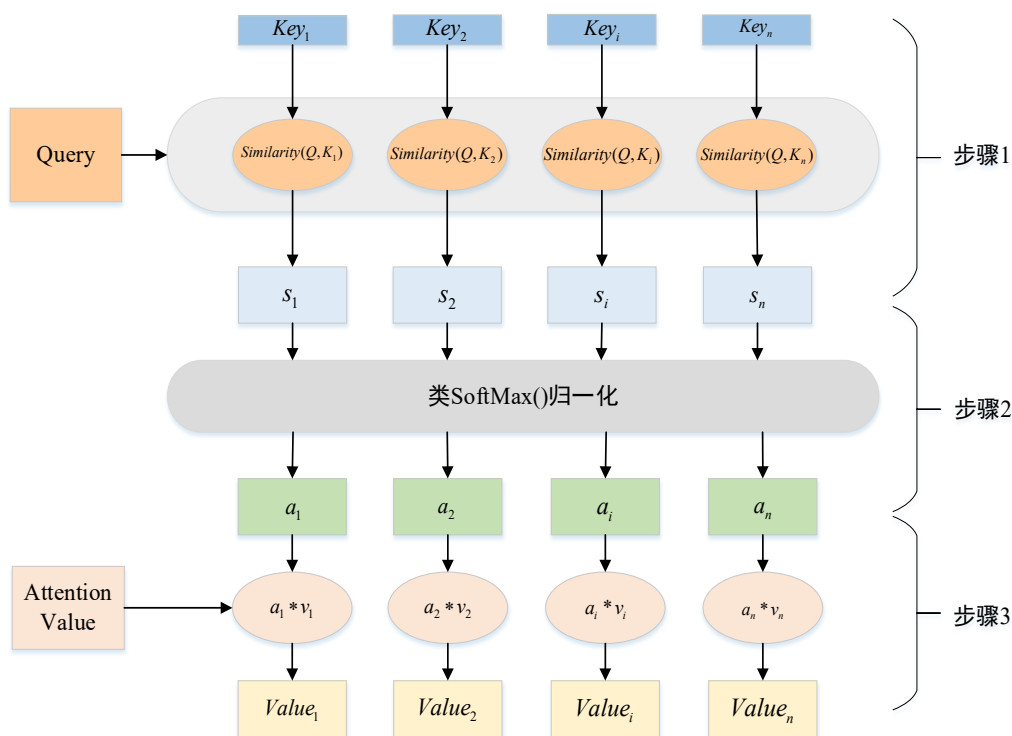 Key₁ Key₂ Keyᵢ Keyₙ
Query
Similarity(Q,K₁) Similarity(Q,K₂) Similarity(Q,Kᵢ) Similarity(Q,Kₙ)
步骤1
s₁ s₂ sᵢ sₙ
类SoftMax()归一化
步骤2
a₁ a₂ aᵢ aₙ
Attention
Value
a₁*v₁ a₂*v₂ aᵢ*vᵢ aₙ*vₙ
步骤3
Value₁ Value₂ Valueᵢ Valueₙ